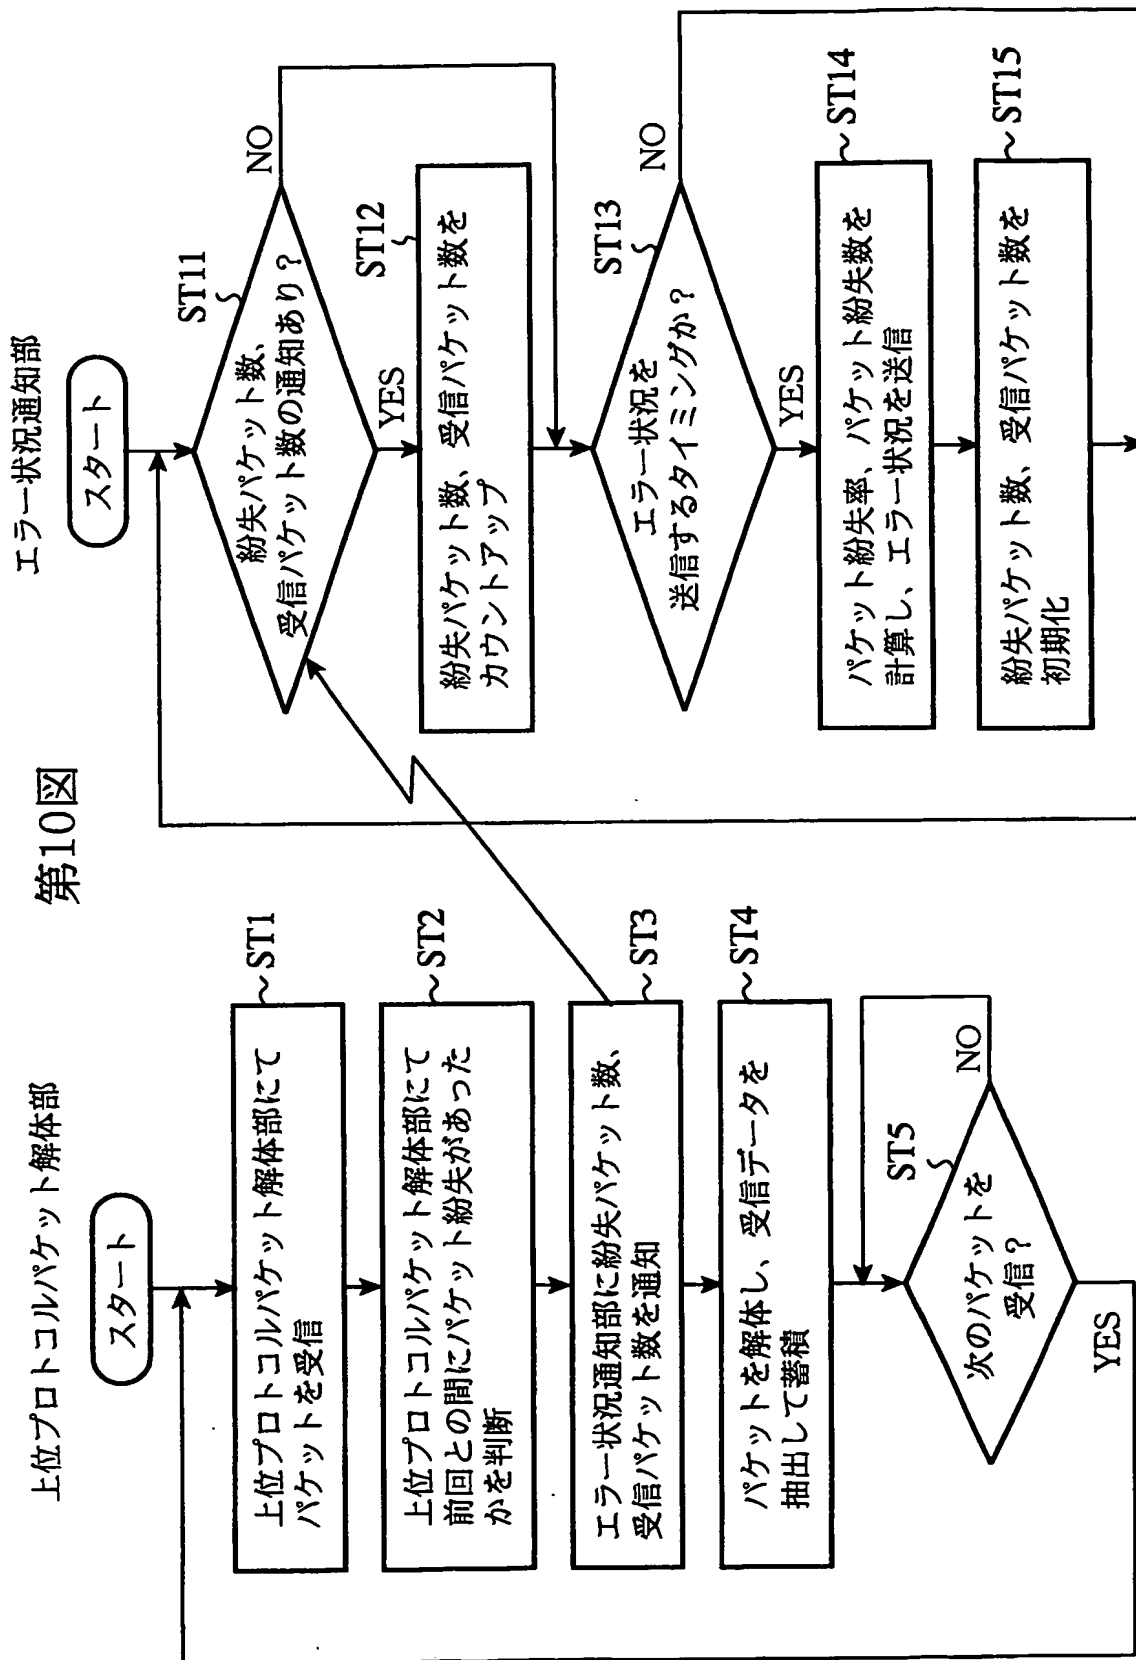 第10図
上位プロトコルパケット解体部
スタート
上位プロトコルパケット解体部にて
パケットを受信
ST1
上位プロトコルパケット解体部にて
前回との間にパケット紛失があった
かを判断
ST2
エラー状況通知部に紛失パケット数、
受信パケット数を通知
ST3
パケットを解体し、受信データを
抽出して蓄積
ST4
次のパケットを
受信？
ST5
NO
YES
エラー状況通知部
スタート
紛失パケット数、
受信パケット数の通知あり？
ST11
NO
YES
紛失パケット数、受信パケット数を
カウントアップ
ST12
エラー状況を
送信するタイミングか？
ST13
NO
YES
パケット紛失率、パケット紛失数を
計算し、エラー状況を送信
ST14
紛失パケット数、受信パケット数を
初期化
ST15